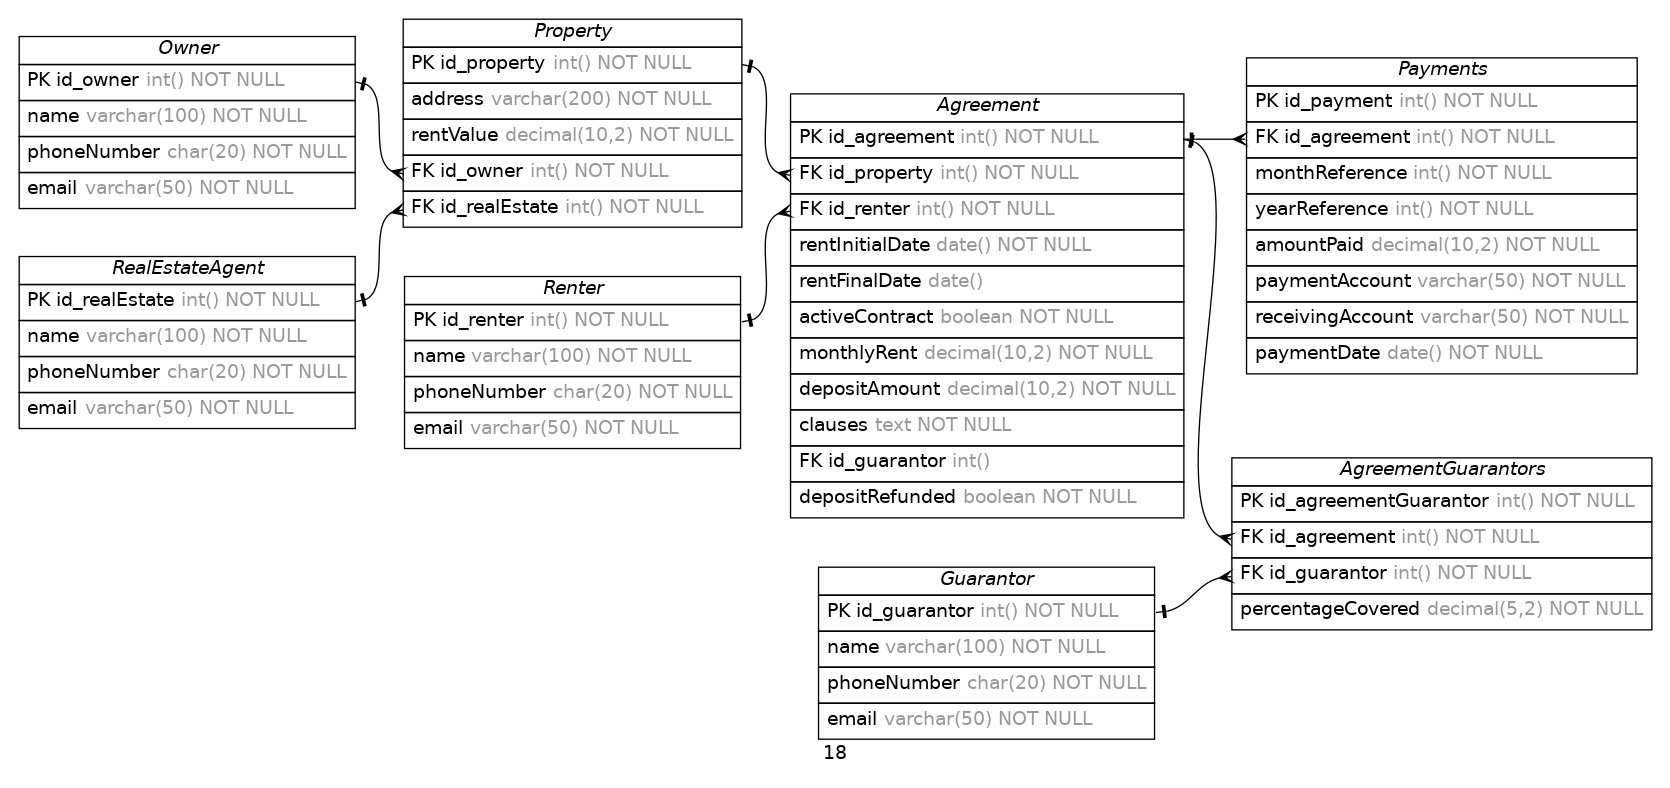 Owner
PK id_owner int() NOT NULL
name varchar(100) NOT NULL
phoneNumber char(20) NOT NULL
email varchar(50) NOT NULL
RealEstateAgent
PK id_realEstate int() NOT NULL
name varchar(100) NOT NULL
phoneNumber char(20) NOT NULL
email varchar(50) NOT NULL
Property
PK id_property int() NOT NULL
address varchar(200) NOT NULL
rentValue decimal(10,2) NOT NULL
FK id_owner int() NOT NULL
FK id_realEstate int() NOT NULL
Renter
PK id_renter int() NOT NULL
name varchar(100) NOT NULL
phoneNumber char(20) NOT NULL
email varchar(50) NOT NULL
Agreement
PK id_agreement int() NOT NULL
FK id_property int() NOT NULL
FK id_renter int() NOT NULL
rentInitialDate date() NOT NULL
rentFinalDate date()
activeContract boolean NOT NULL
monthlyRent decimal(10,2) NOT NULL
depositAmount decimal(10,2) NOT NULL
clauses text NOT NULL
FK id_guarantor int()
depositRefunded boolean NOT NULL
Guarantor
PK id_guarantor int() NOT NULL
name varchar(100) NOT NULL
phoneNumber char(20) NOT NULL
email varchar(50) NOT NULL
18
Payments
PK id_payment int() NOT NULL
FK id_agreement int() NOT NULL
monthReference int() NOT NULL
yearReference int() NOT NULL
amountPaid decimal(10,2) NOT NULL
paymentAccount varchar(50) NOT NULL
receivingAccount varchar(50) NOT NULL
paymentDate date() NOT NULL
AgreementGuarantors
PK id_agreementGuarantor int() NOT NULL
FK id_agreement int() NOT NULL
FK id_guarantor int() NOT NULL
percentageCovered decimal(5,2) NOT NULL